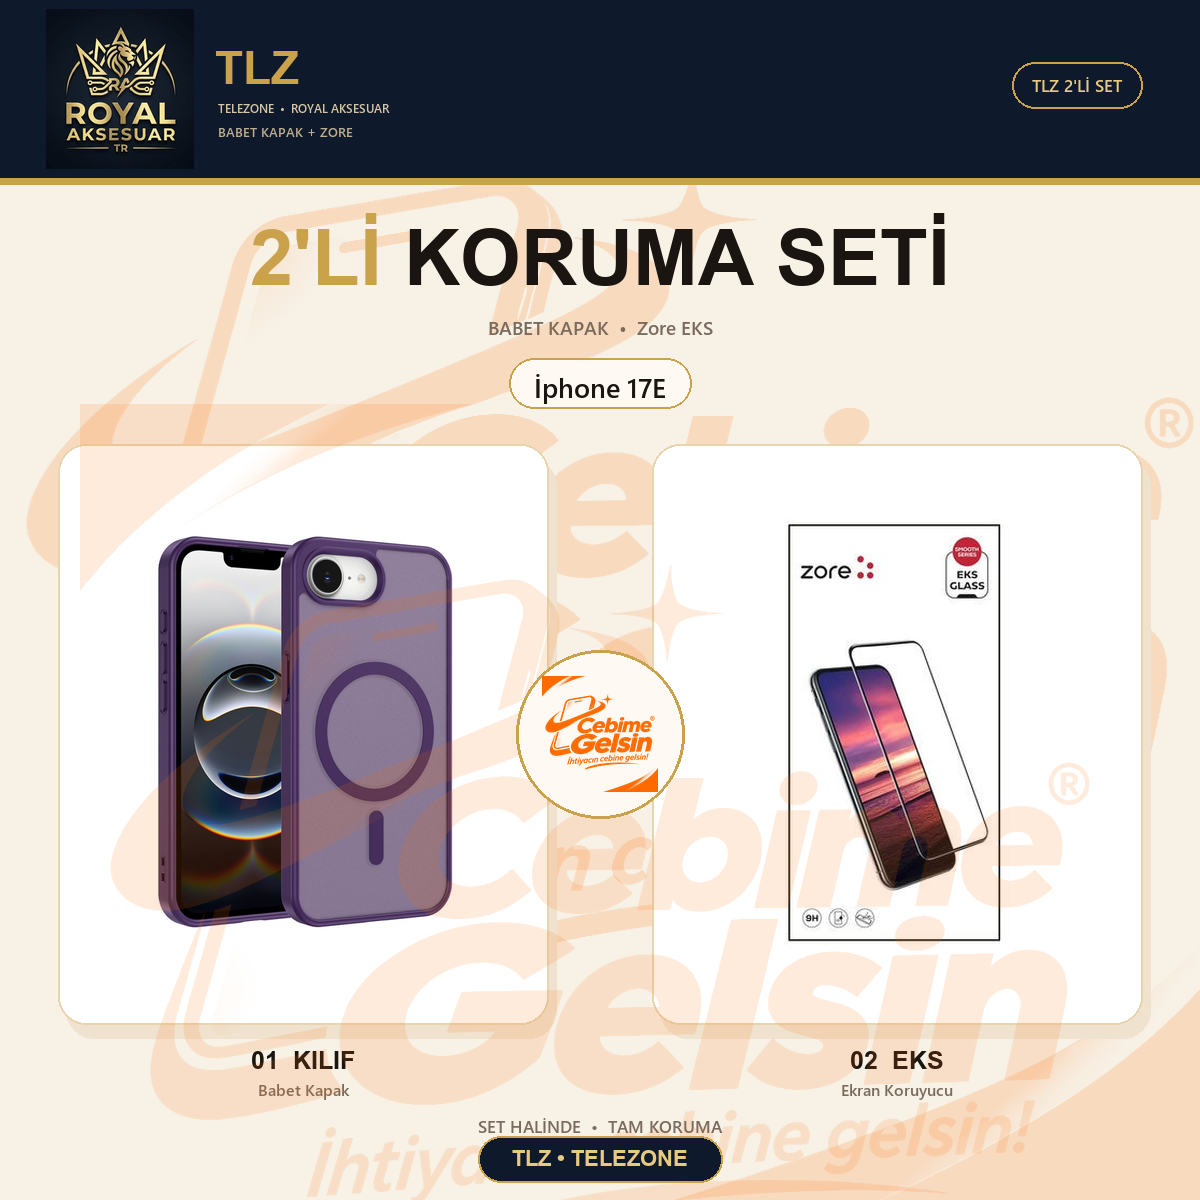 ROYAL
AKSESUAR
TR
TLZ
TELEZONE • ROYAL AKSESUAR
BABET KAPAK + ZORE
TLZ 2'Lİ SET
2'Lİ KORUMA SETİ
BABET KAPAK • Zore EKS
İphone 17E
zore
SMOOTH
SERIES
EKS
GLASS
9H
Cebime®
Gelsin
İhtiyacın cebine gelsin!
Cebime®
Gelsin
01 KILIF
Babet Kapak
02 EKS
Ekran Koruyucu
SET HALİNDE • TAM KORUMA
TLZ • TELEZONE